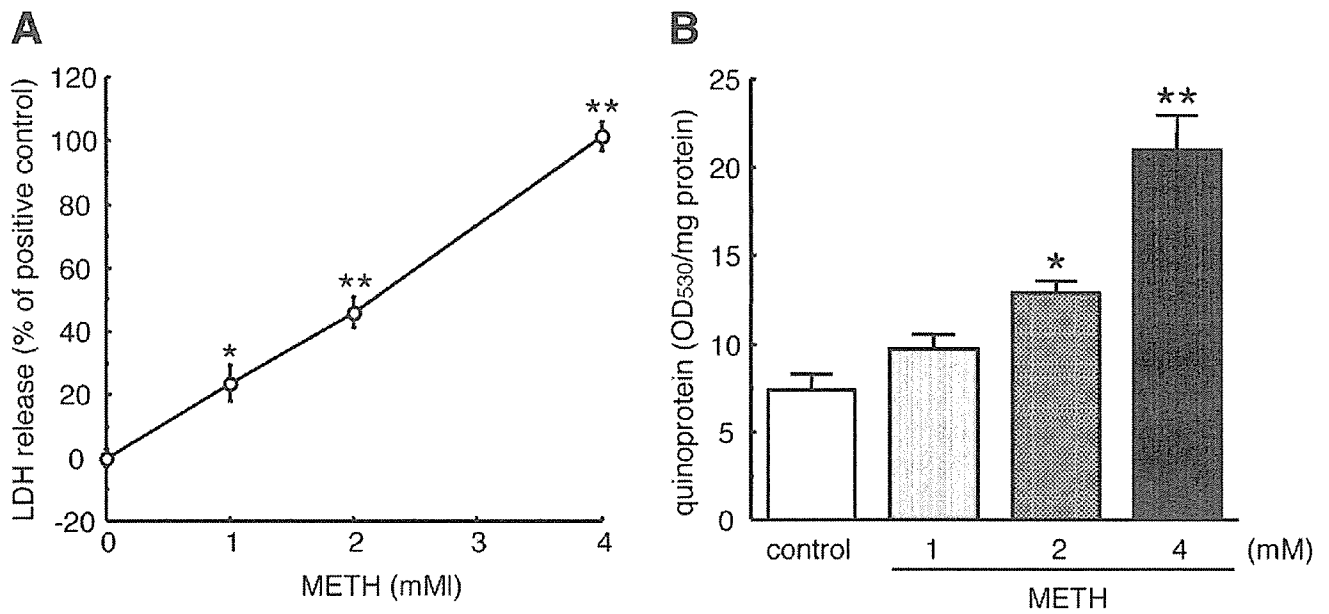 A
LDH release (% of positive control)
120
100
80
60
40
20
0
-20
*
**
**
0 1 2 3 4
METH (mMl)
B
quinoprotein (OD530/mg protein)
25
20
15
10
5
0
*
**
control 1 2 4 (mM)
METH